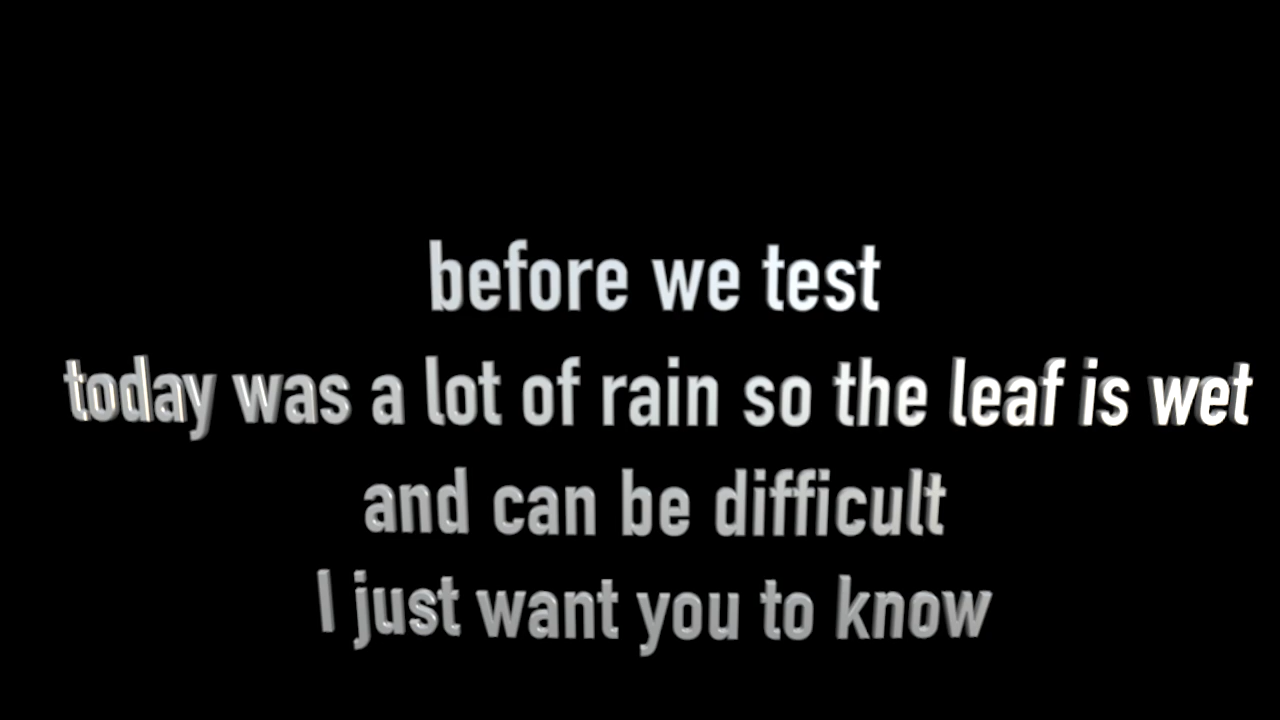 before we test
today was a lot of rain so the leaf is wet
and can be difficult
I just want you to know